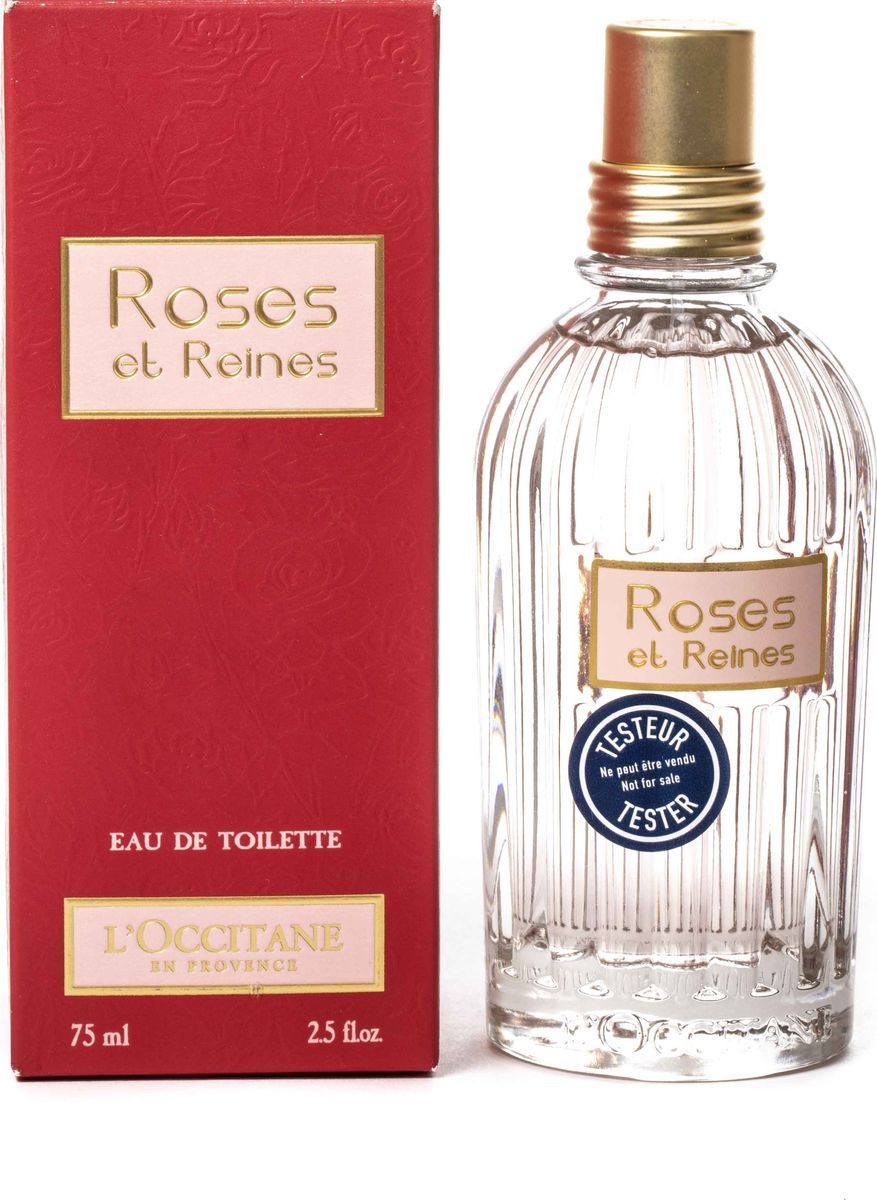 Roses
et Reines
EAU DE TOILETTE
L'OCCITANE
EN PROVENCE
75 ml 2.5 fl.oz.
Roses
et Reines
TESTEUR
Ne peut être vendu
Not for sale
TESTER
L'OCCITANE